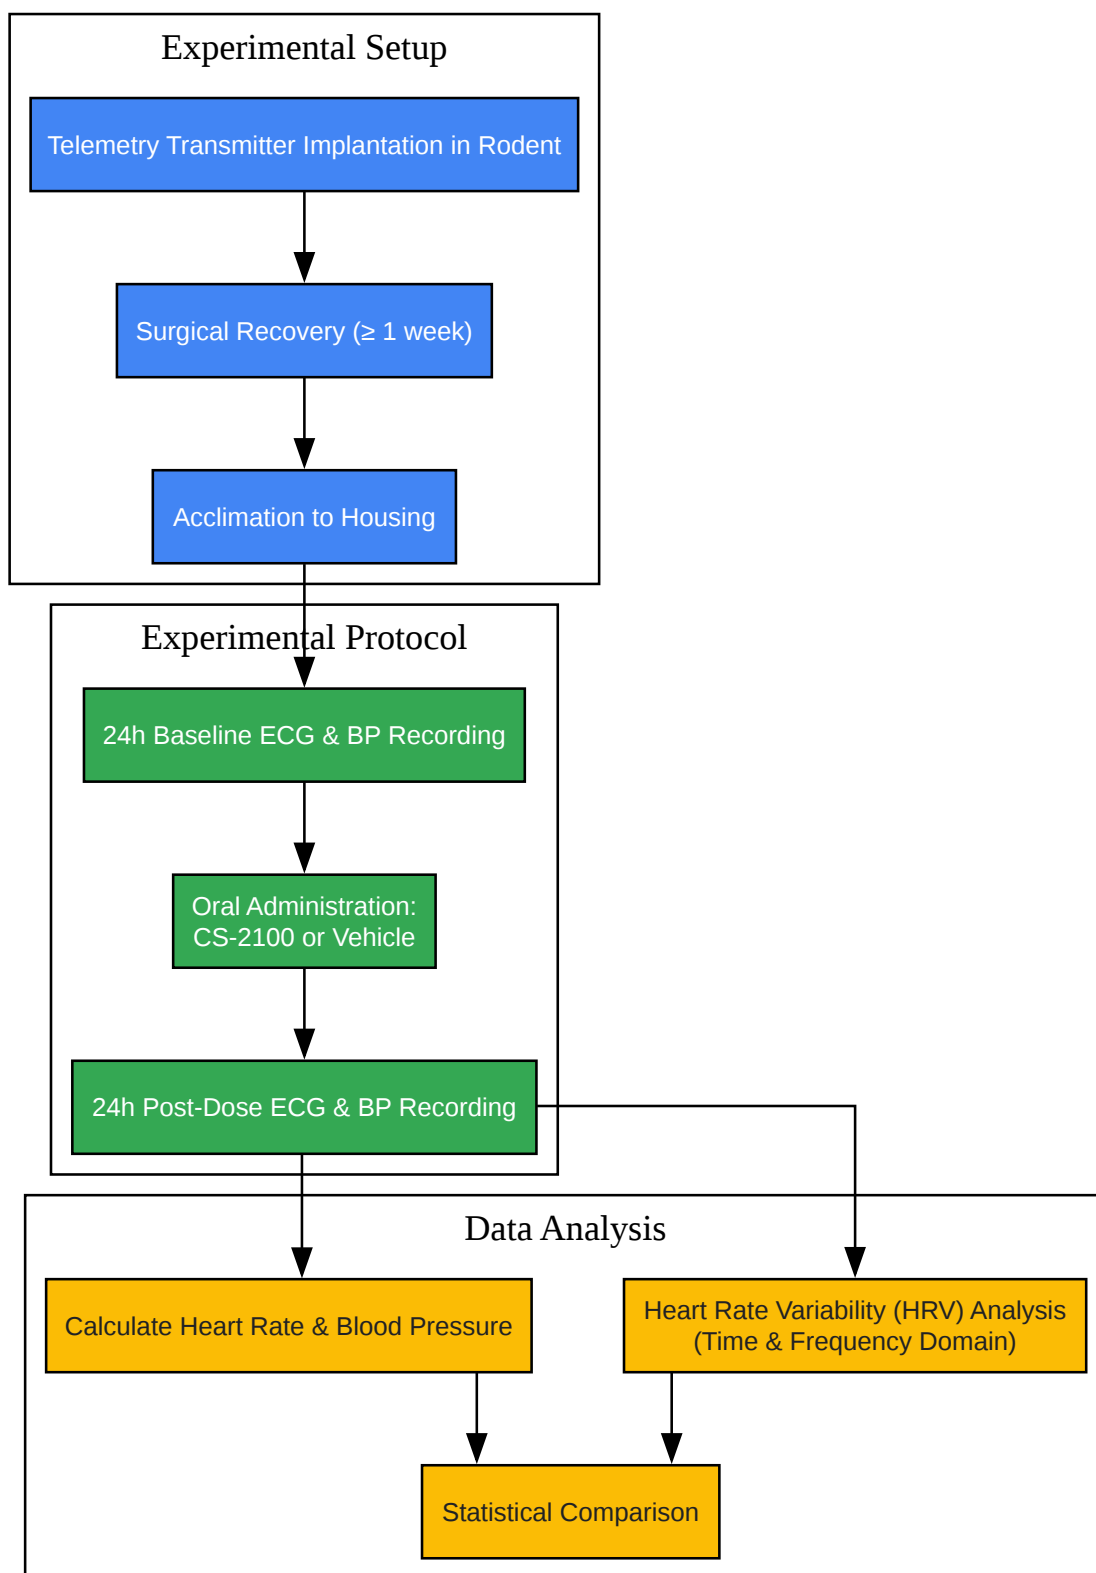 Experimental Setup
Telemetry Transmitter Implantation in Rodent
Surgical Recovery (≥ 1 week)
Acclimation to Housing
Experimental Protocol
24h Baseline ECG & BP Recording
Oral Administration:
CS-2100 or Vehicle
24h Post-Dose ECG & BP Recording
Data Analysis
Calculate Heart Rate & Blood Pressure
Heart Rate Variability (HRV) Analysis
(Time & Frequency Domain)
Statistical Comparison